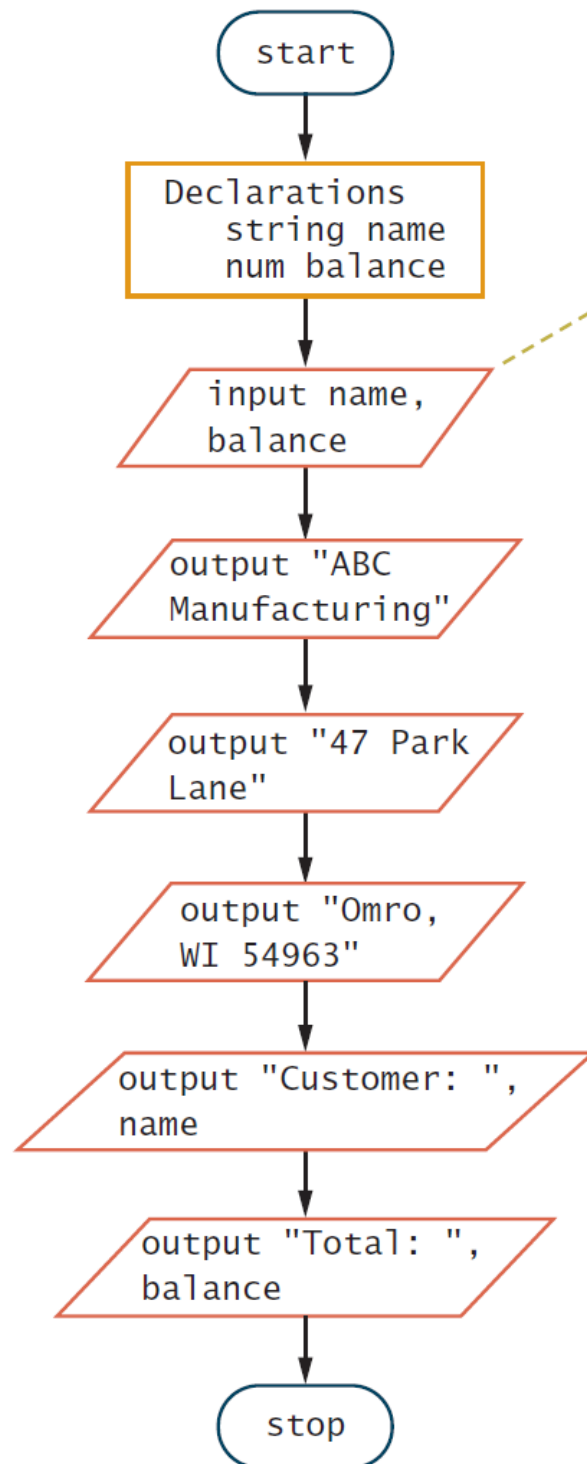 start
Declarations
string name
num balance
input name,
balance
output "ABC
Manufacturing"
output "47 Park
Lane"
output "Omro,
WI 54963"
output "Customer: ",
name
output "Total: ",
balance
stop